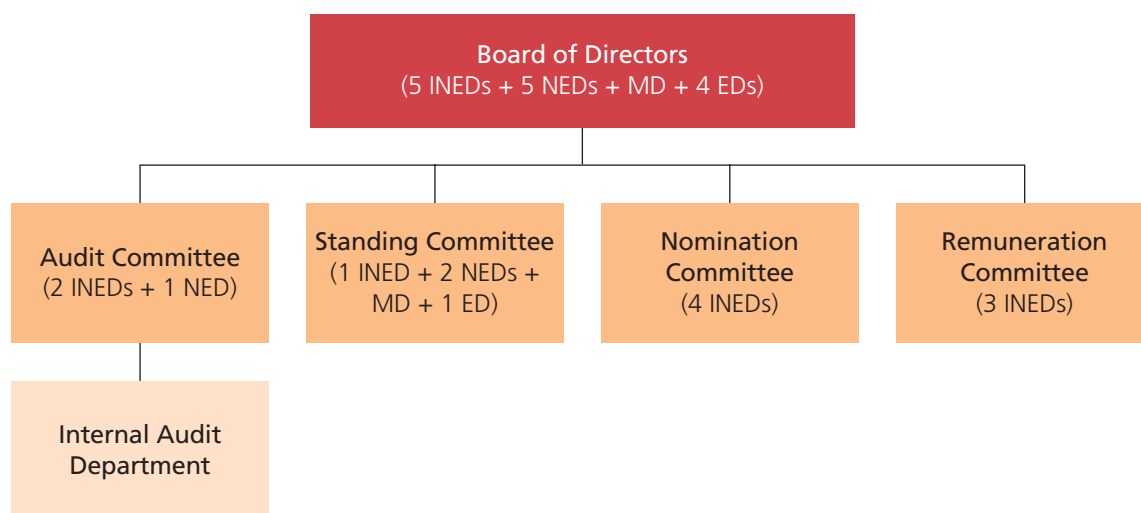 Board of Directors
(5 INEDs + 5 NEDs + MD + 4 EDs)
Audit Committee
(2 INEDs + 1 NED)
Standing Committee
(1 INED + 2 NEDs +
MD + 1 ED)
Nomination
Committee
(4 INEDs)
Remuneration
Committee
(3 INEDs)
Internal Audit
Department